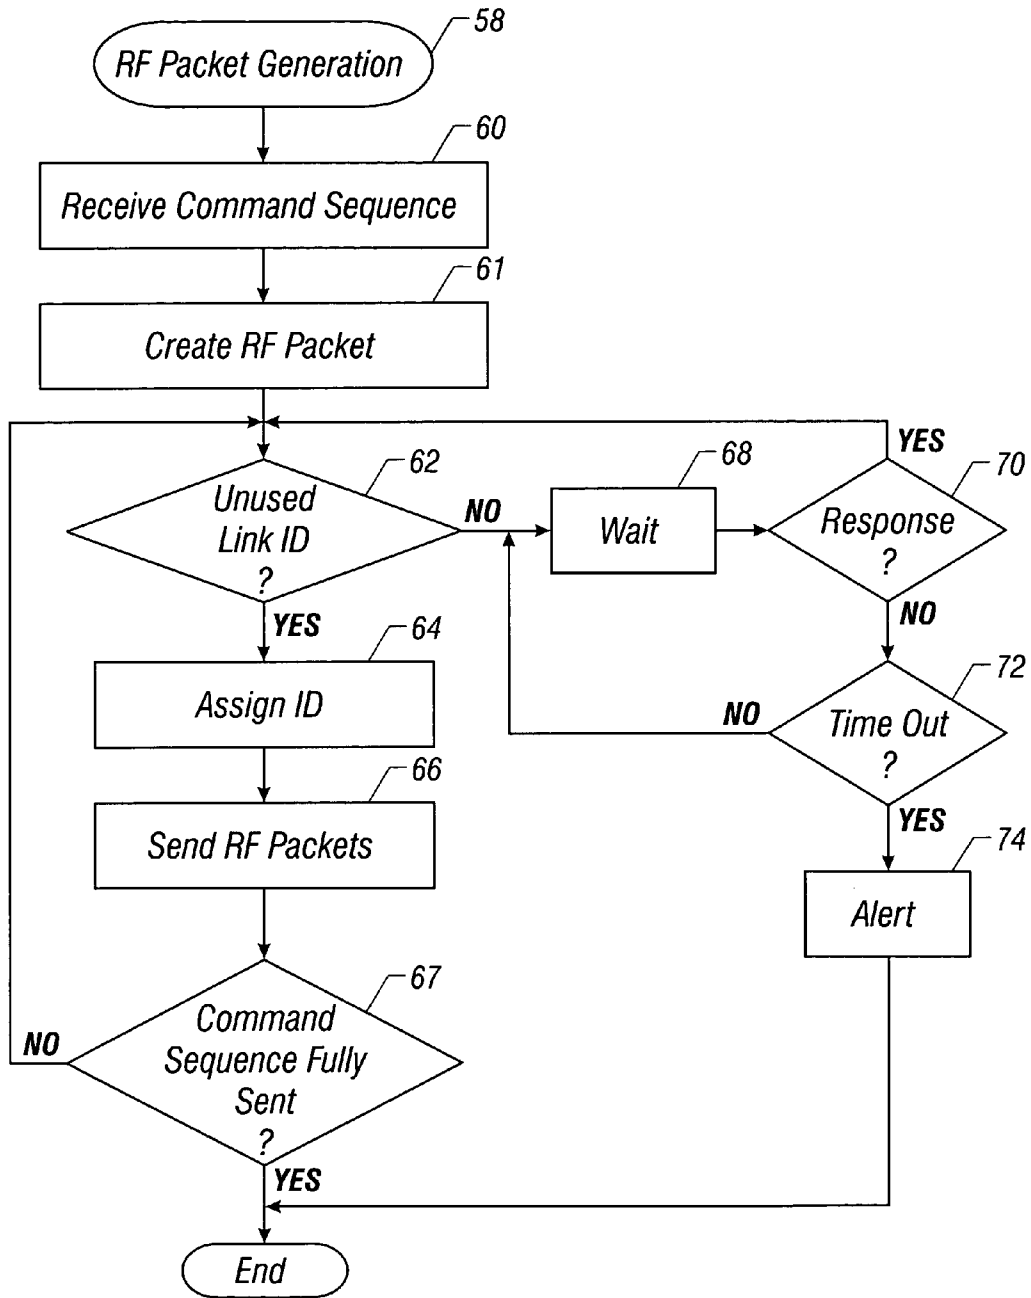 58
RF Packet Generation
60
Receive Command Sequence
61
Create RF Packet
YES
62
68
70
Unused
Link ID
?
NO
Wait
Response
?
YES
NO
64
72
Assign ID
NO
Time Out
?
66
YES
Send RF Packets
74
Alert
67
Command
Sequence Fully
Sent
?
NO
YES
End